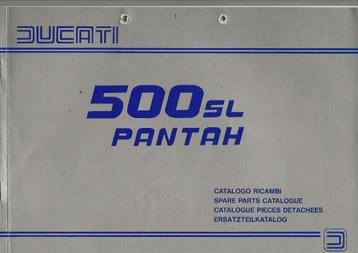 DUCATI
500SL
PANTAH
CATALOGO RICAMBI
SPARE PARTS CATALOGUE
CATALOGUE PIECES DETACHEES
ERSATZTEILKATALOG
D